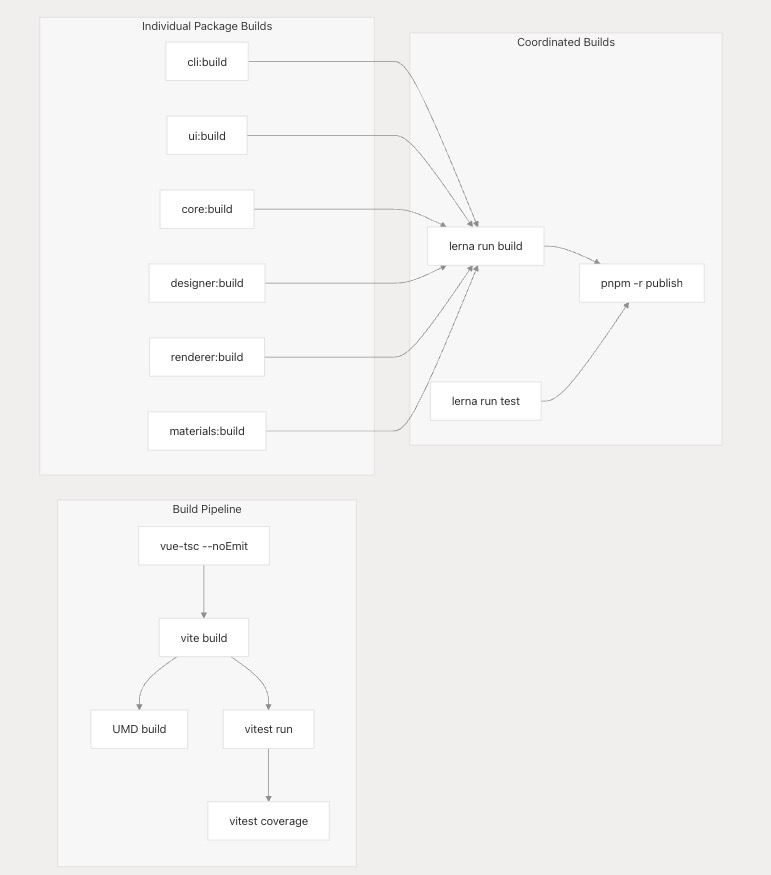 Individual Package Builds
cli:build
ui:build
core:build
designer:build
renderer:build
materials:build
Coordinated Builds
lerna run build
pnpm -r publish
lerna run test
Build Pipeline
vue-tsc --noEmit
vite build
UMD build
vitest run
vitest coverage